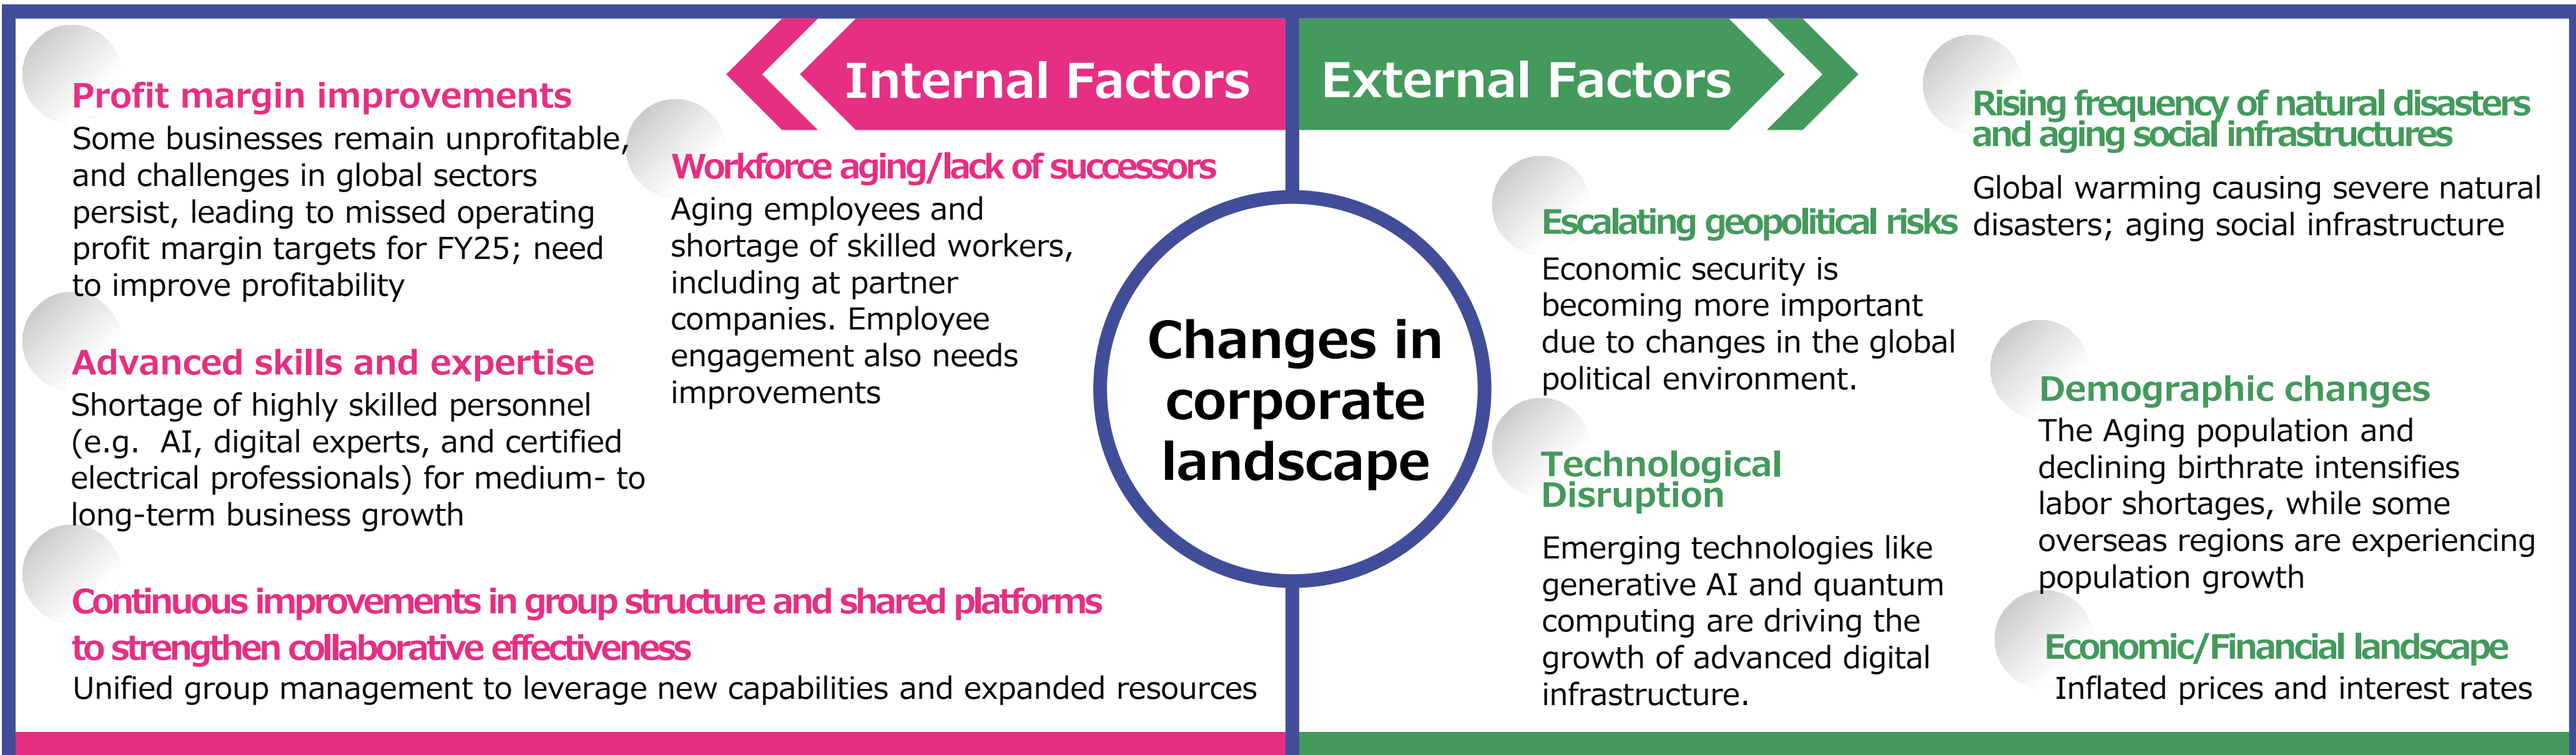 Internal Factors
Profit margin improvements
Some businesses remain unprofitable,
and challenges in global sectors
persist, leading to missed operating
profit margin targets for FY25; need
to improve profitability
Workforce aging/lack of successors
Aging employees and
shortage of skilled workers,
including at partner
companies. Employee
engagement also needs
improvements
Advanced skills and expertise
Shortage of highly skilled personnel
(e.g. AI, digital experts, and certified
electrical professionals) for medium- to
long-term business growth
Continuous improvements in group structure and shared platforms
to strengthen collaborative effectiveness
Unified group management to leverage new capabilities and expanded resources
Changes in
corporate
landscape
External Factors
Escalating geopolitical risks
Economic security is
becoming more important
due to changes in the global
political environment.
Technological
Disruption
Emerging technologies like
generative AI and quantum
computing are driving the
growth of advanced digital
infrastructure.
Rising frequency of natural disasters
and aging social infrastructures
Global warming causing severe natural
disasters; aging social infrastructure
Demographic changes
The Aging population and
declining birthrate intensifies
labor shortages, while some
overseas regions are experiencing
population growth
Economic/Financial landscape
Inflated prices and interest rates